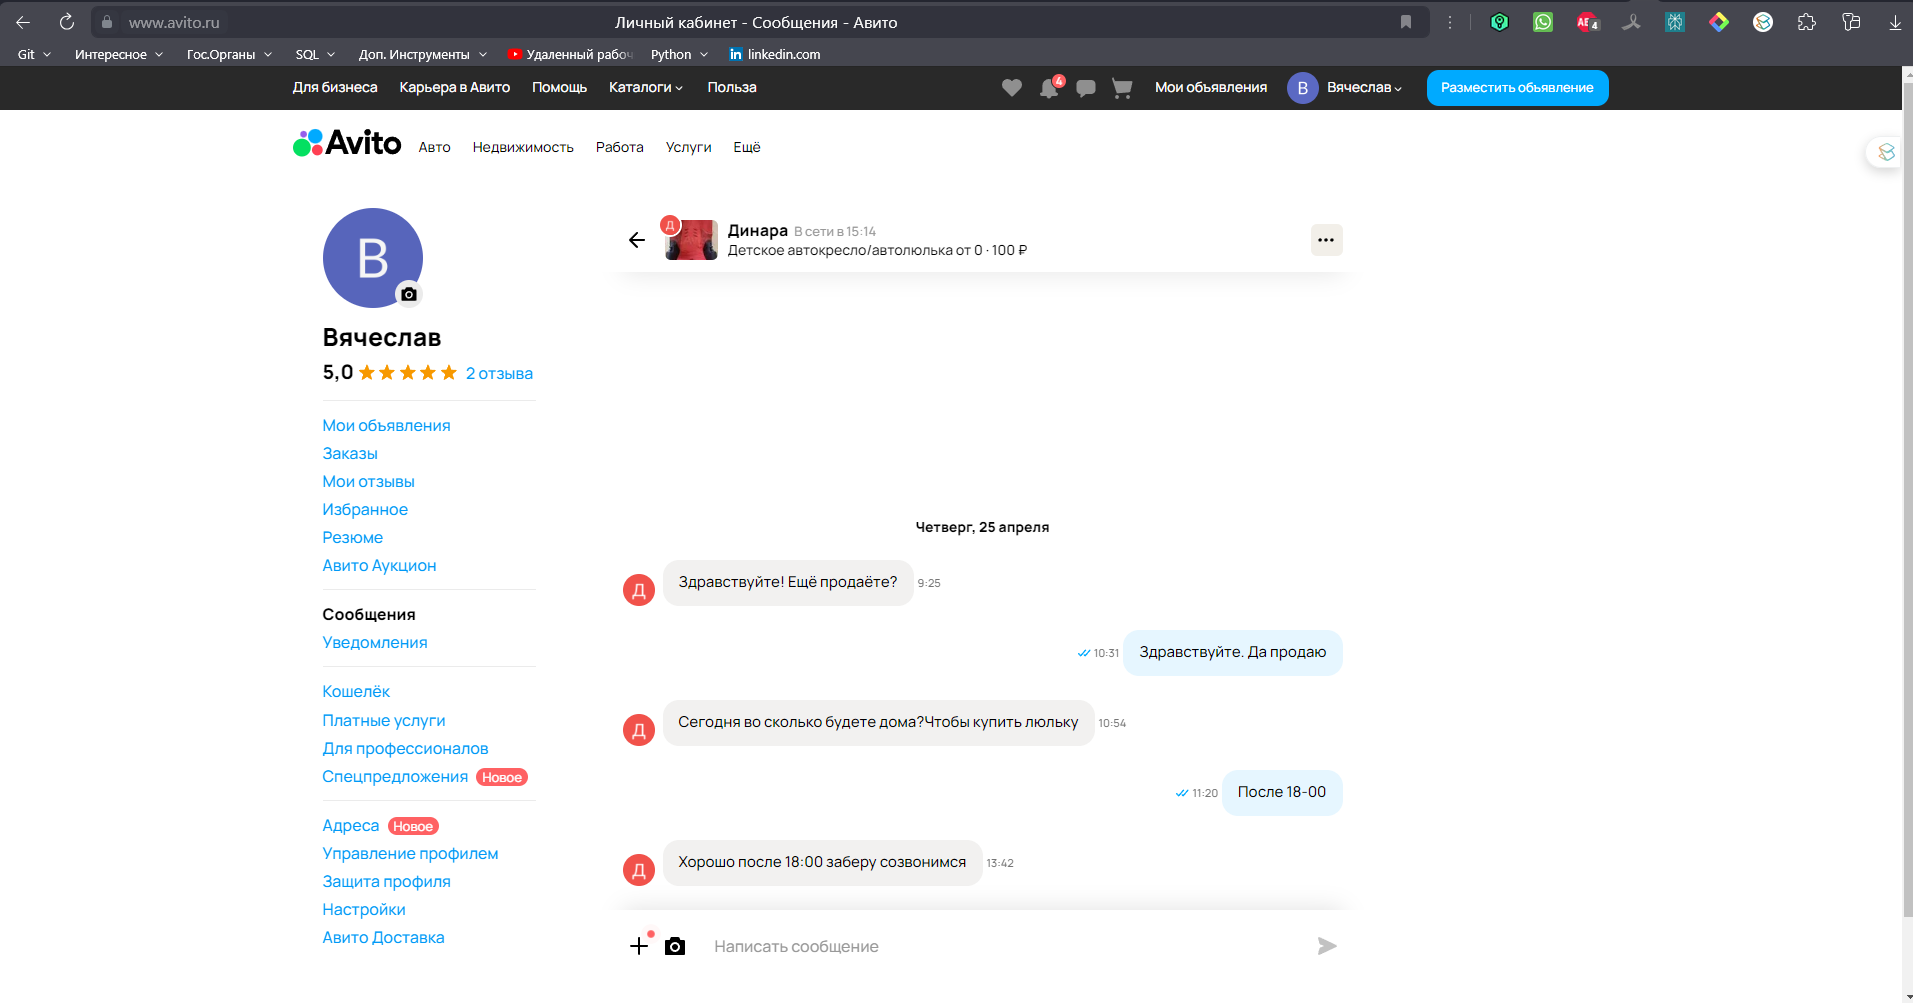 www.avito.ru
Личный кабинет - Сообщения - Авито
Git
Интересное
Гос.Органы
SQL
Доп. Инструменты
Удаленный рабоч
Python
linkedin.com
Для бизнеса
Карьера в Авито
Помощь
Каталоги
Польза
4
Мои объявления
В
Вячеслав
Разместить объявление
Avito
Авто
Недвижимость
Работа
Услуги
Ещё
В
Вячеслав
5,0
2 отзыва
Мои объявления
Заказы
Мои отзывы
Избранное
Резюме
Авито Аукцион
Сообщения
Уведомления
Кошелёк
Платные услуги
Для профессионалов
Спецпредложения Новое
Адреса Новое
Управление профилем
Защита профиля
Настройки
Авито Доставка
Д
Динара В сети в 15:14
Детское автокресло/автолюлька от 0 · 100 ₽
Четверг, 25 апреля
Д
Здравствуйте! Ещё продаёте? 9:25
10:31 Здравствуйте. Да продаю
Д
Сегодня во сколько будете дома?Чтобы купить люльку 10:54
11:20 После 18-00
Д
Хорошо после 18:00 заберу созвонимся 13:42
Написать сообщение